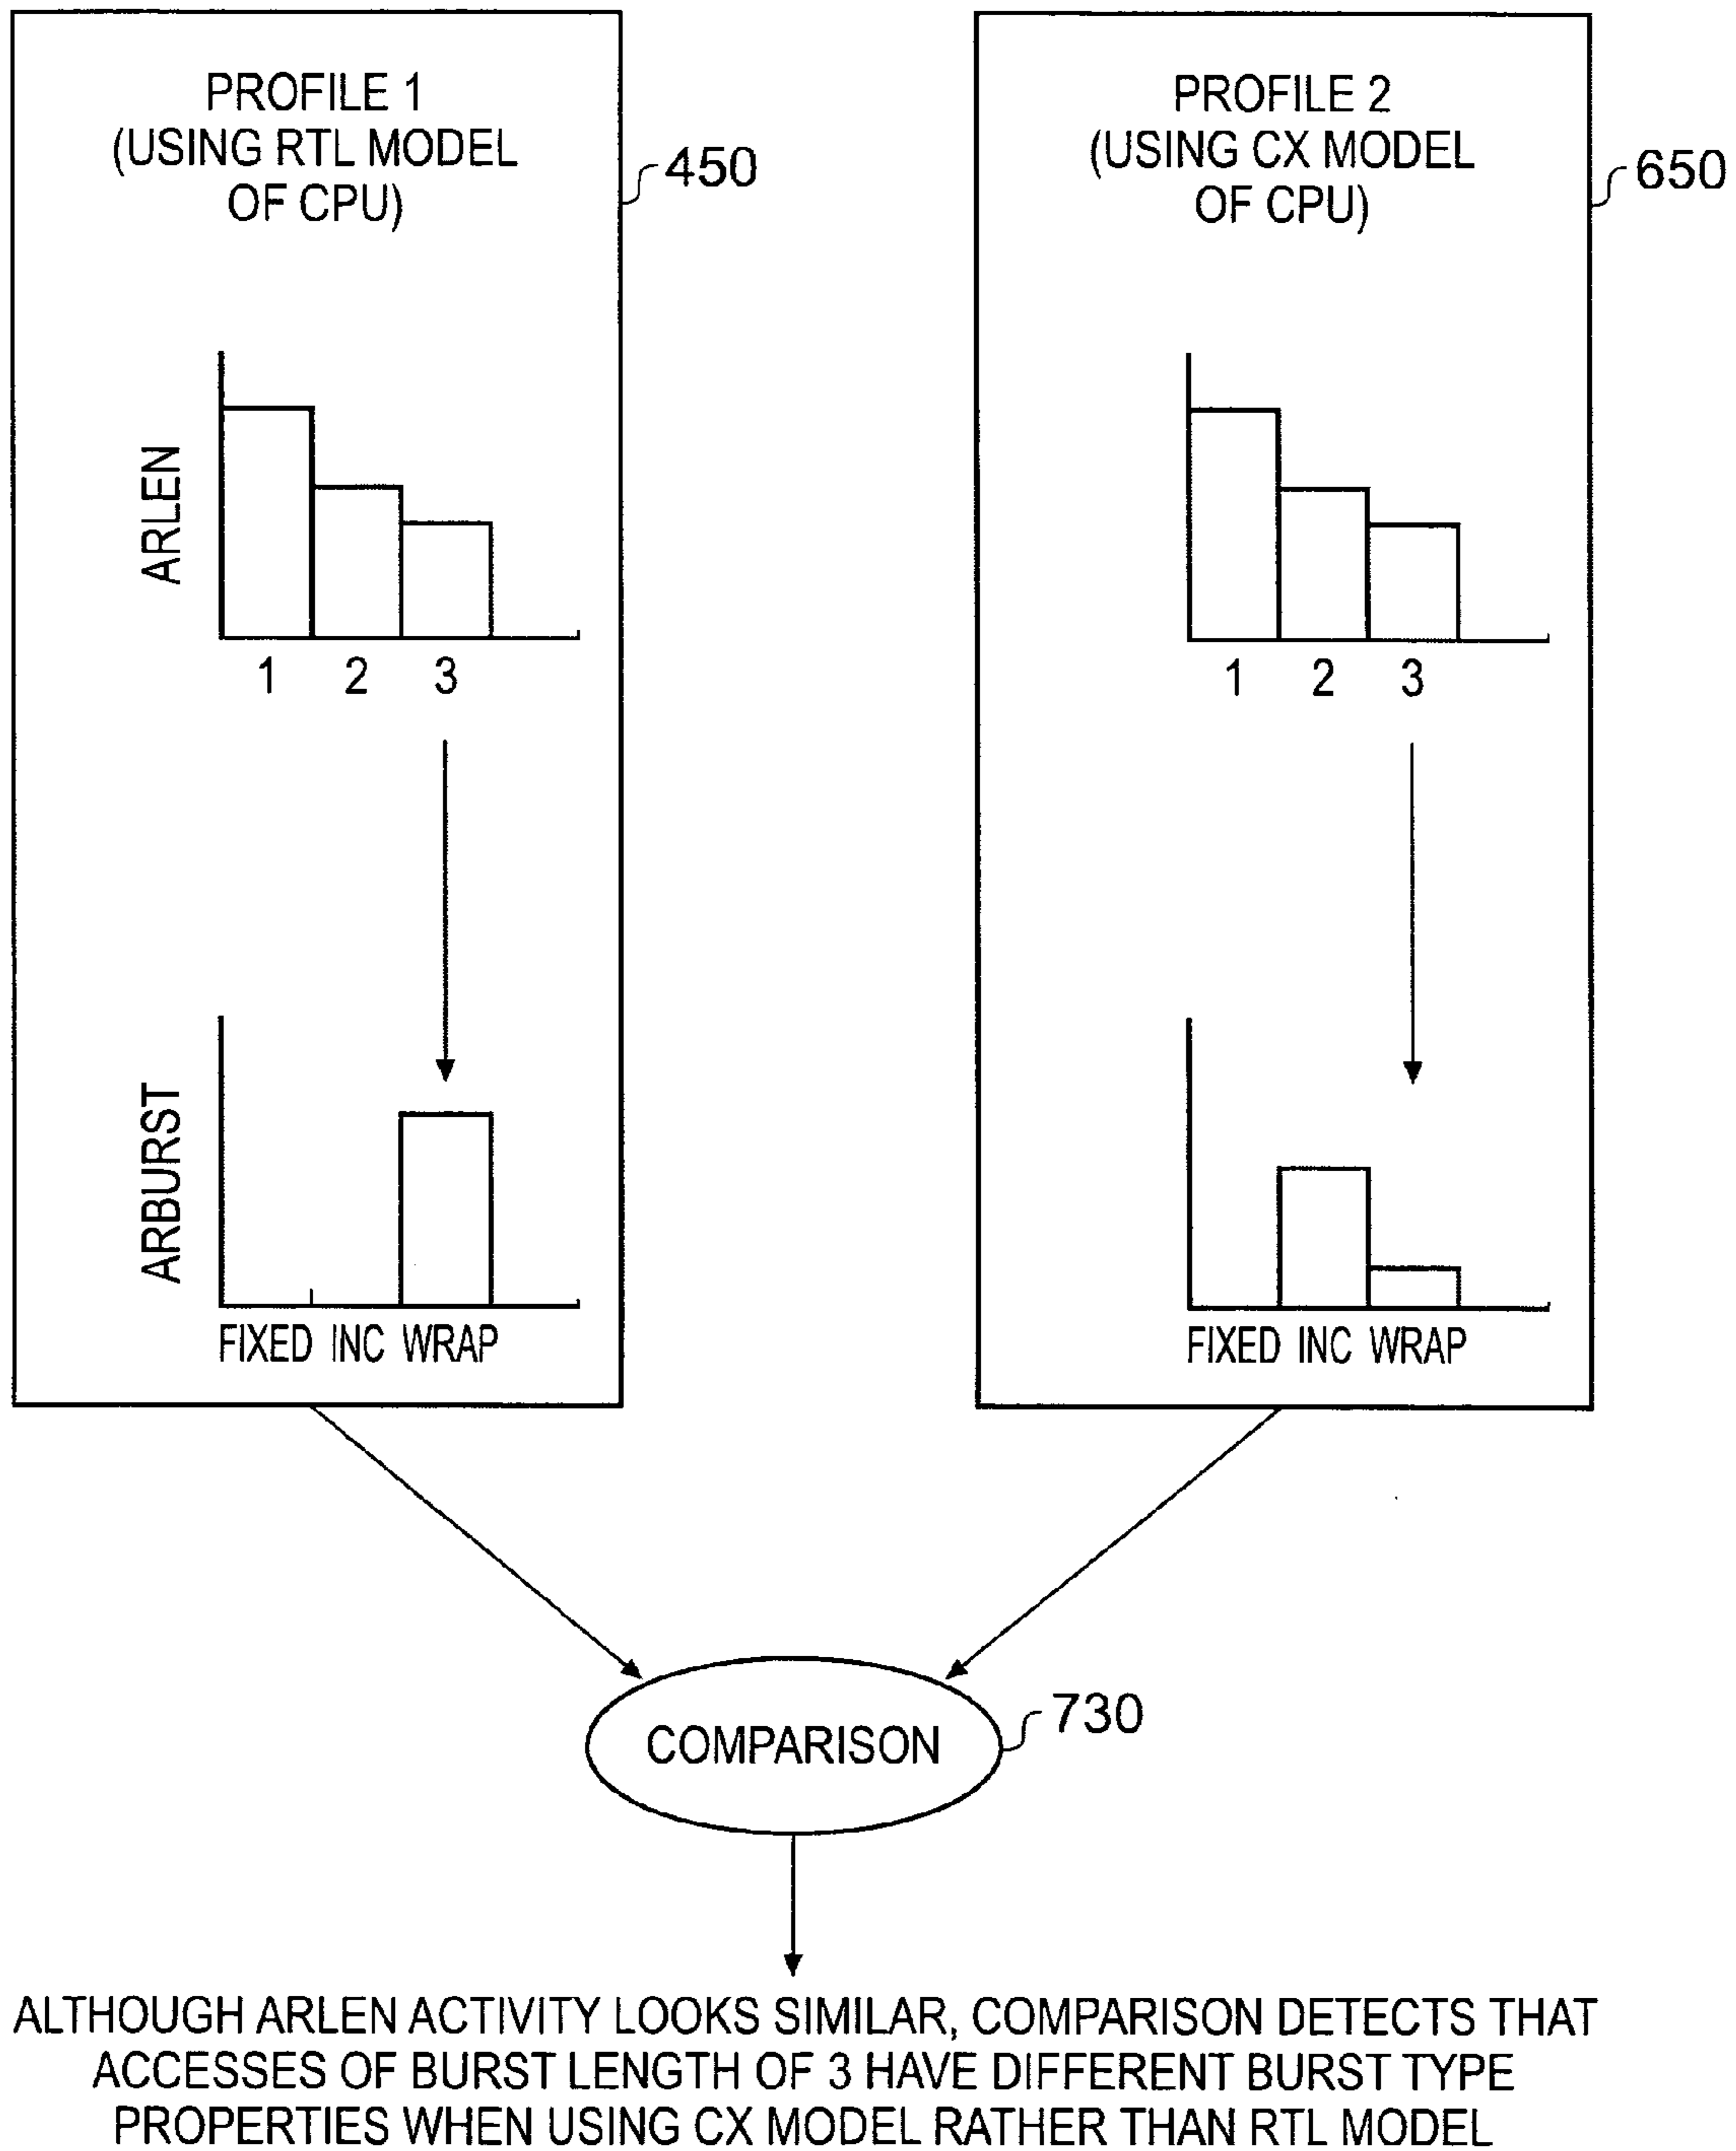 PROFILE 1
(USING RTL MODEL
OF CPU)
450
ARLEN
1 2 3
ARBURST
FIXED INC WRAP
PROFILE 2
(USING CX MODEL
OF CPU)
650
1 2 3
FIXED INC WRAP
COMPARISON
730
ALTHOUGH ARLEN ACTIVITY LOOKS SIMILAR, COMPARISON DETECTS THAT
ACCESSES OF BURST LENGTH OF 3 HAVE DIFFERENT BURST TYPE
PROPERTIES WHEN USING CX MODEL RATHER THAN RTL MODEL